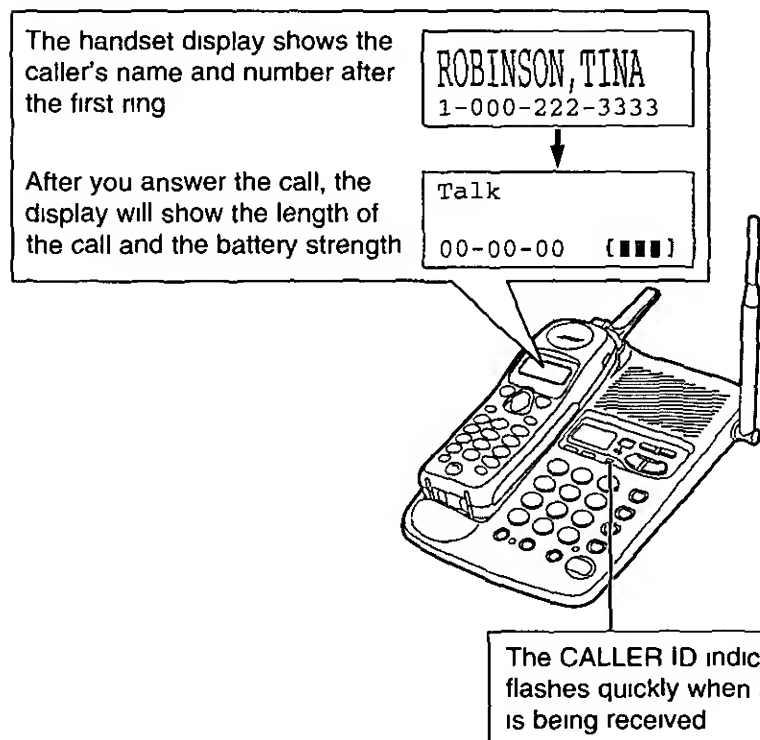 The handset display shows the
caller's name and number after
the first ring
ROBINSON,TINA
1-000-222-3333
After you answer the call, the
display will show the length of
the call and the battery strength
Talk
00-00-00 [▮▮▮]
The CALLER ID
flashes quickly when
is being received